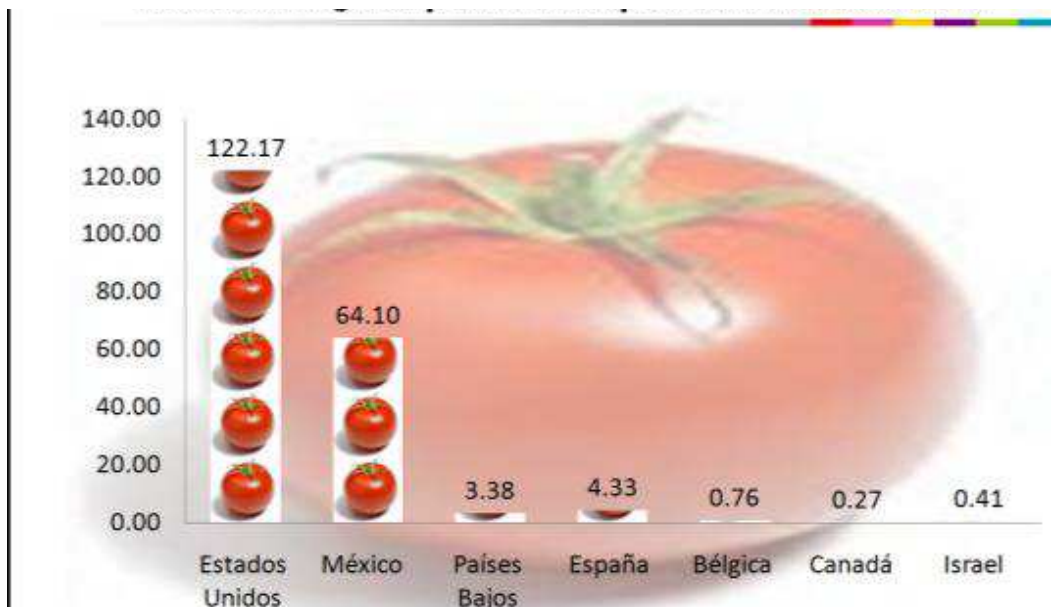 140.00
120.00
100.00
80.00
60.00
40.00
20.00
0.00
122.17
64.10
3.38
4.33
0.76
0.27
0.41
Estados Unidos
México
Países Bajos
España
Bélgica
Canadá
Israel